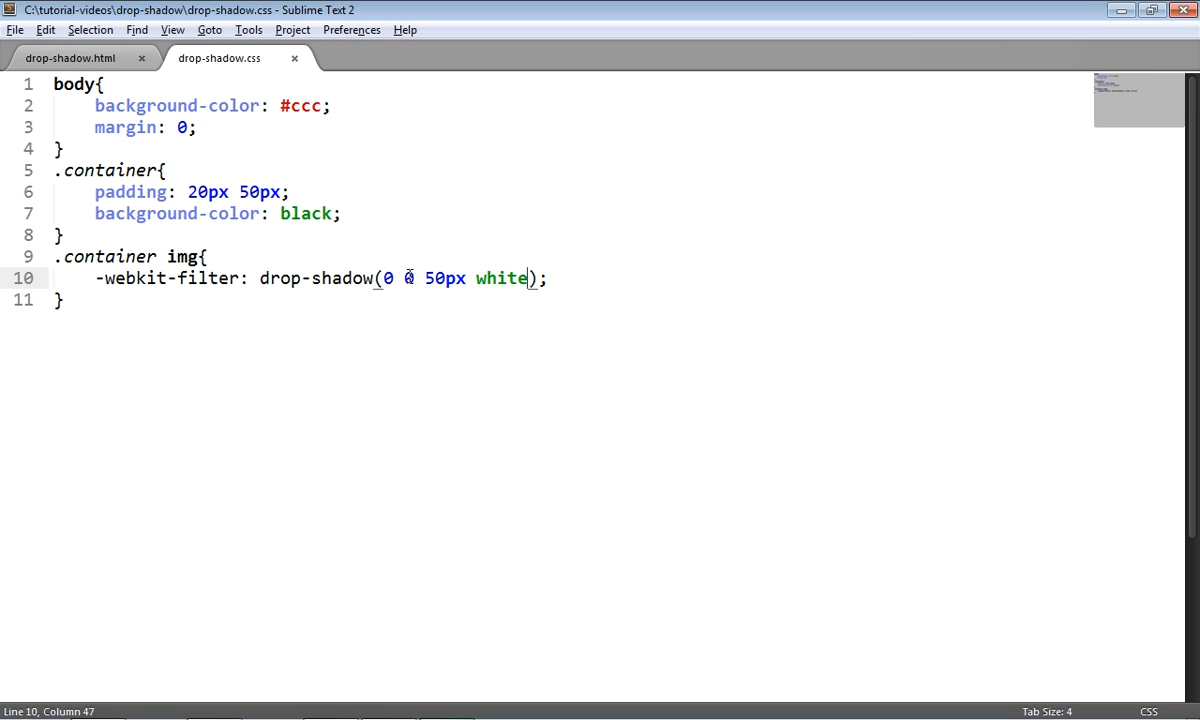 C:\tutorial-videos\drop-shadow\drop-shadow.css - Sublime Text 2
File Edit Selection Find View Goto Tools Project Preferences Help
drop-shadow.html × drop-shadow.css ×
1 body{
2 background-color: #ccc;
3 margin: 0;
4 }
5 .container{
6 padding: 20px 50px;
7 background-color: black;
8 }
9 .container img{
10 -webkit-filter: drop-shadow(0 0 50px white);
11 }
Line 10, Column 47 Tab Size: 4 CSS